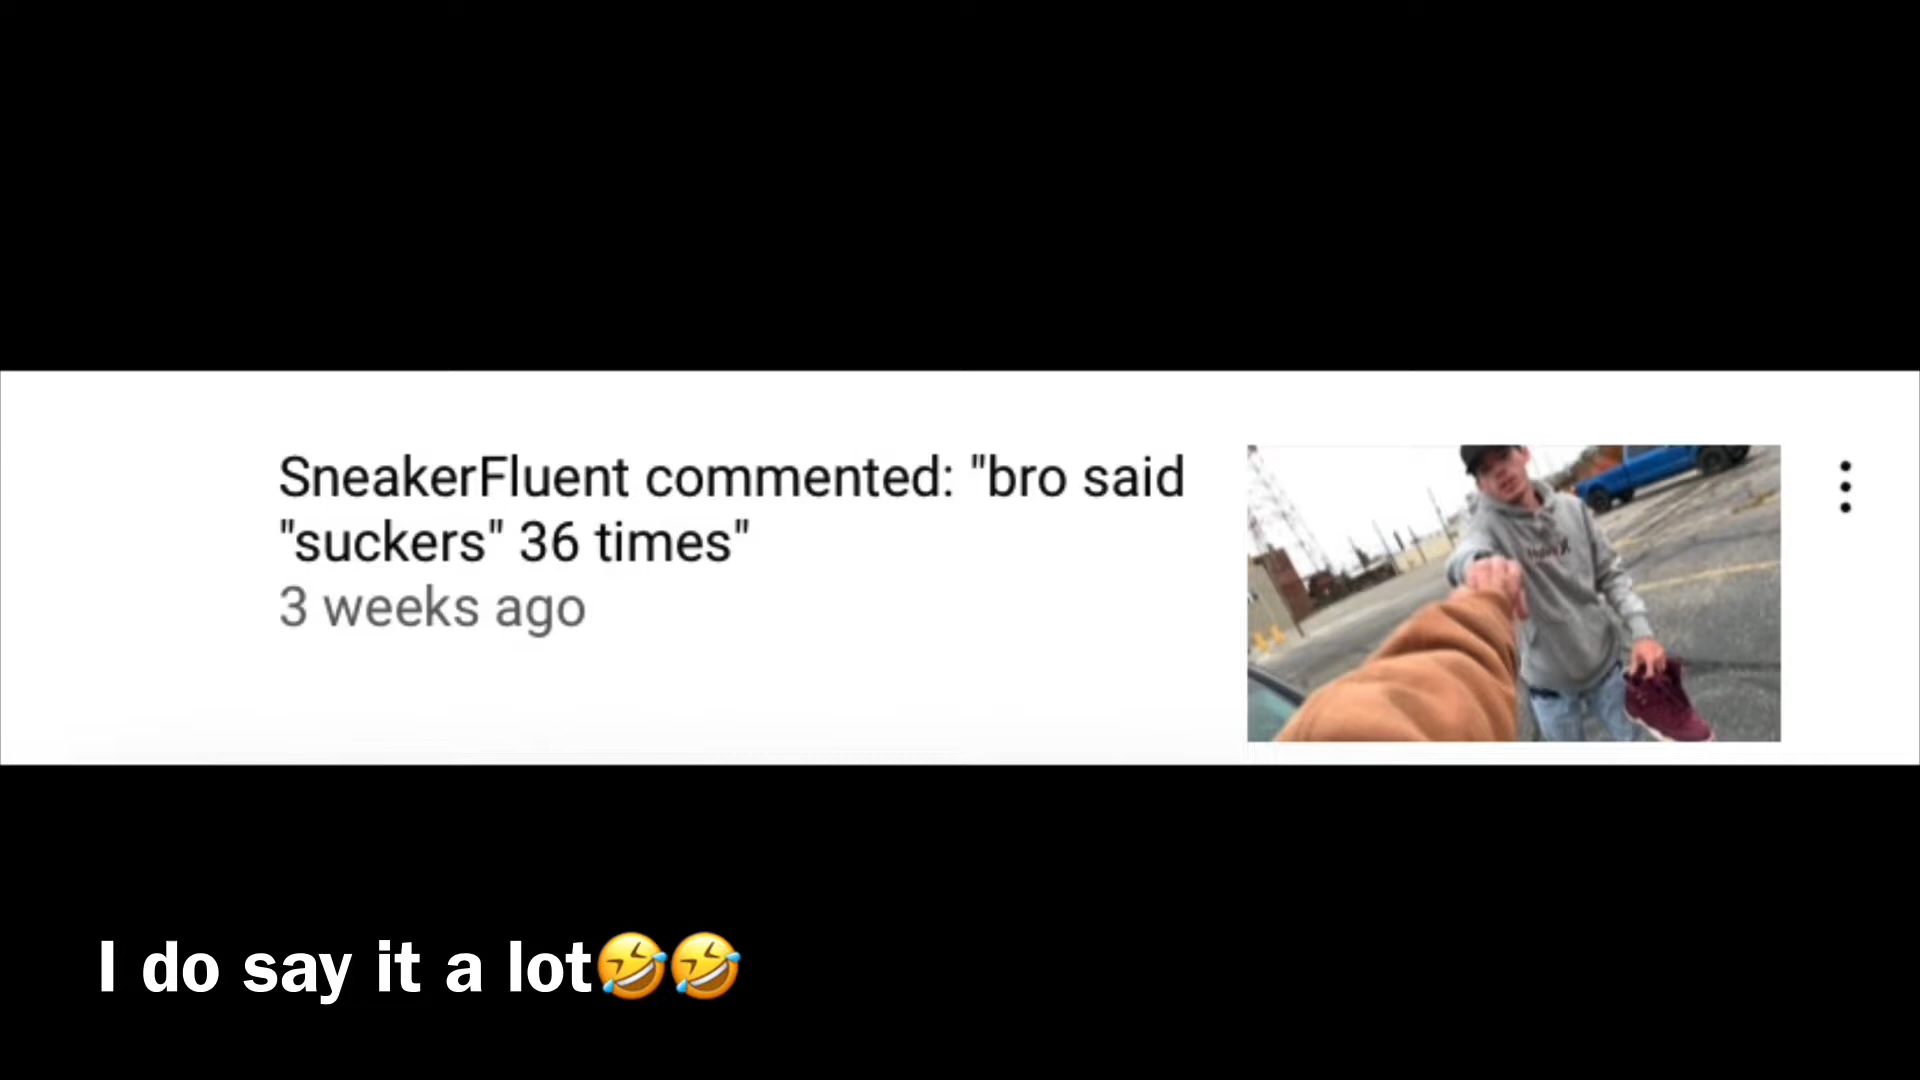 SneakerFluent commented: "bro said
"suckers" 36 times"
3 weeks ago
I do say it a lot🤣🤣